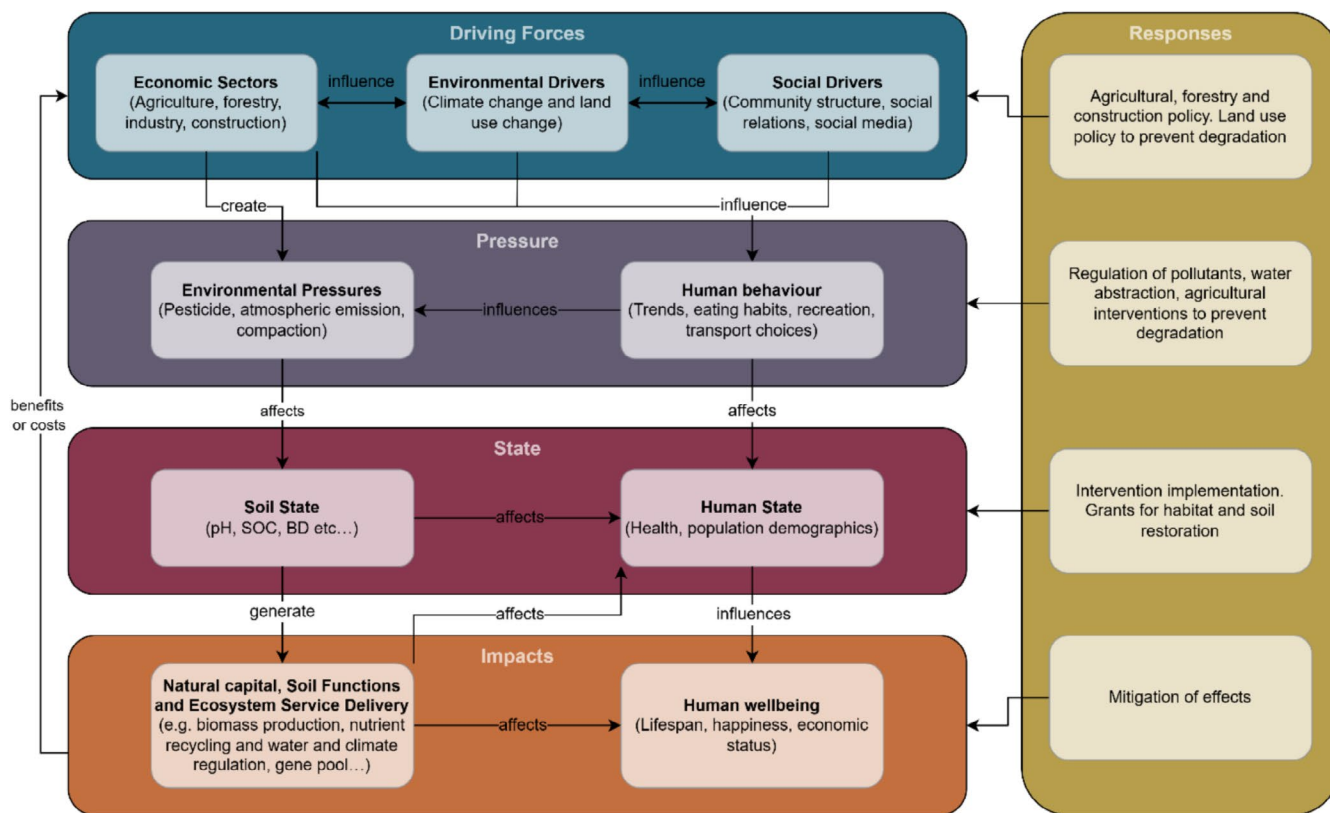 Driving Forces
Economic Sectors
(Agriculture, forestry,
industry, construction)
influence
Environmental Drivers
(Climate change and land
use change)
influence
Social Drivers
(Community structure, social
relations, social media)
create
influence
Pressure
Environmental Pressures
(Pesticide, atmospheric emission,
compaction)
influences
Human behaviour
(Trends, eating habits, recreation,
transport choices)
benefits
or costs
affects
affects
State
Soil State
(pH, SOC, BD etc...)
affects
Human State
(Health, population demographics)
generate
affects
influences
Impacts
Natural capital, Soil Functions
and Ecosystem Service Delivery
(e.g. biomass production, nutrient
recycling and water and climate
regulation, gene pool...)
affects
Human wellbeing
(Lifespan, happiness, economic
status)
Responses
Agricultural, forestry and
construction policy. Land use
policy to prevent degradation
Regulation of pollutants, water
abstraction, agricultural
interventions to prevent
degradation
Intervention implementation.
Grants for habitat and soil
restoration
Mitigation of effects